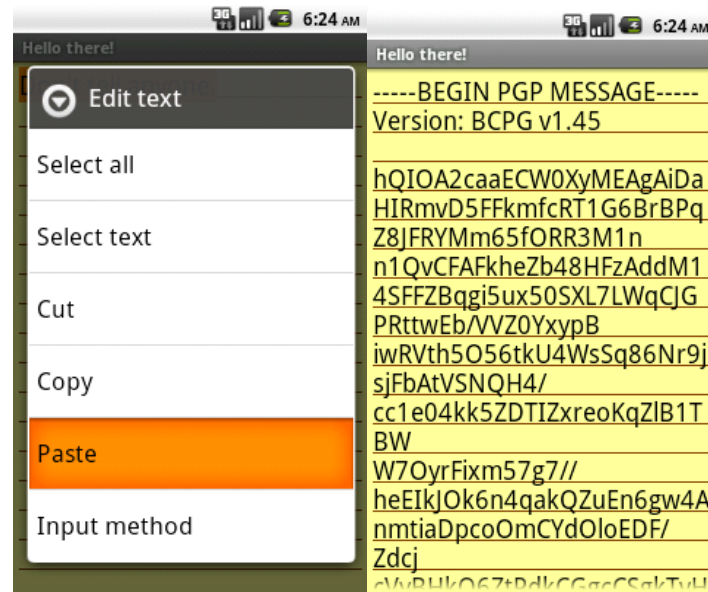 3G 6:24 AM
Hello there!
Edit text
Select all
Select text
Cut
Copy
Paste
Input method
3G 6:24 AM
Hello there!
-----BEGIN PGP MESSAGE-----
Version: BCPG v1.45
hQIOA2caaECW0XyMEAgAiDa
HIRmvD5FFkmfcRT1G6BrBPq
Z8JFRYMm65fORR3M1n
n1QvCFAFkheZb48HFzAddM1
4SFFZBqgi5ux50SXL7LWqCJG
PRttwEb/VVZ0YxypB
iwRVth5O56tkU4WsSq86Nr9j
sjFbAtVSNQH4/
cc1e04kk5ZDTIZxreoKqZlB1T
BW
W7OyrFixm57g7//
heEIkJOk6n4qakQZuEn6gw4A
nmtiaDpcoOmCYdOloEDF/
Zdcj